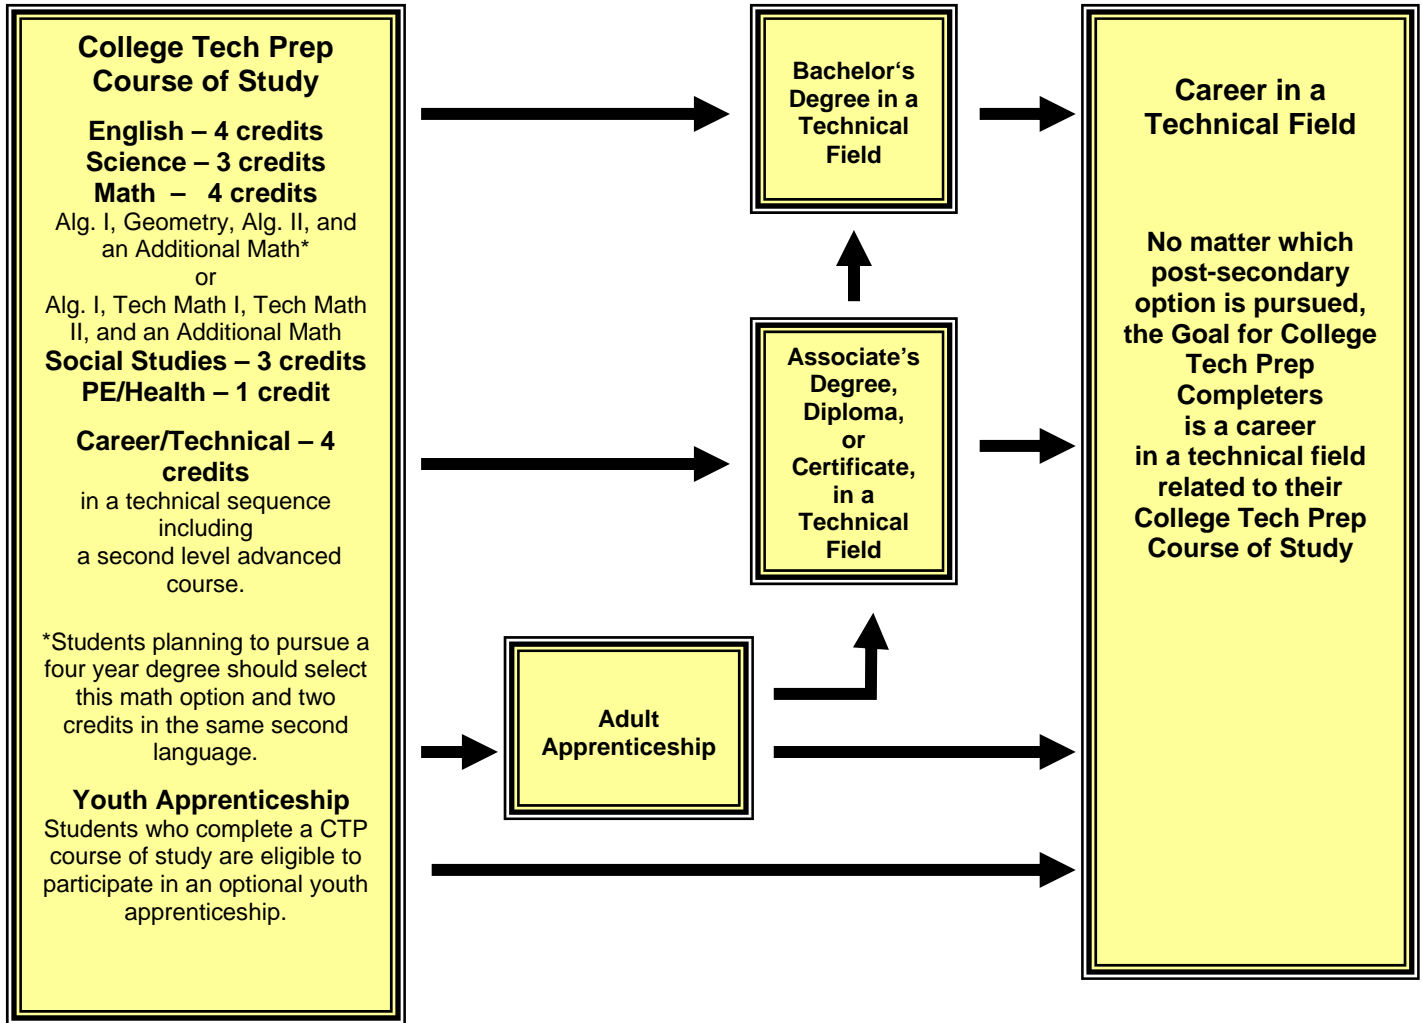 College Tech Prep
Course of Study
English – 4 credits
Science – 3 credits
Math  –   4 credits
Alg. I, Geometry, Alg. II, and
an Additional Math*
or
Alg. I, Tech Math I, Tech Math
II, and an Additional Math
Social Studies – 3 credits
PE/Health – 1 credit
Career/Technical – 4
credits
in a technical sequence
including
a second level advanced
course.
*Students planning to pursue a
four year degree should select
this math option and two
credits in the same second
language.
Youth Apprenticeship
Students who complete a CTP
course of study are eligible to
participate in an optional youth
apprenticeship.
Bachelor‘s
Degree in a
Technical
Field
Associate’s
Degree,
Diploma,
or
Certificate,
in a
Technical
Field
Adult
Apprenticeship
Career in a
Technical Field
No matter which
post-secondary
option is pursued,
the Goal for College
Tech Prep
Completers
is a career
in a technical field
related to their
College Tech Prep
Course of Study